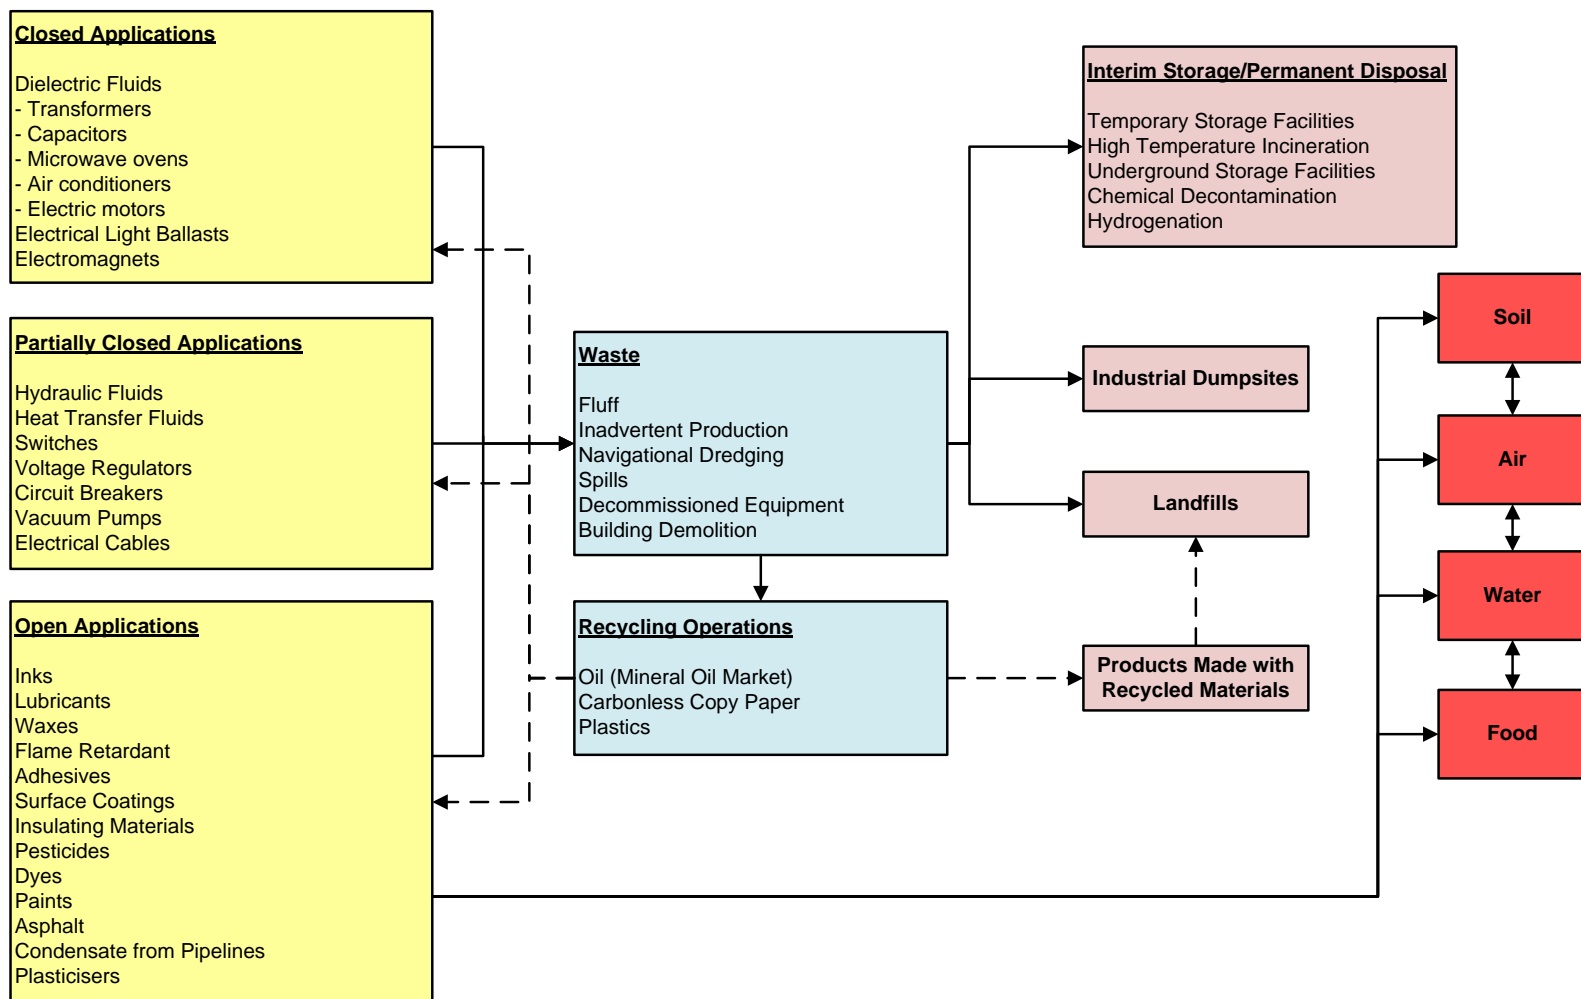 Closed Applications
Dielectric Fluids
- Transformers
- Capacitors
- Microwave ovens
- Air conditioners
- Electric motors
Electrical Light Ballasts
Electromagnets
Partially Closed Applications
Hydraulic Fluids
Heat Transfer Fluids
Switches
Voltage Regulators
Circuit Breakers
Vacuum Pumps
Electrical Cables
Open Applications
Inks
Lubricants
Waxes
Flame Retardant
Adhesives
Surface Coatings
Insulating Materials
Pesticides
Dyes
Paints
Asphalt
Condensate from Pipelines
Plasticisers
Waste
Fluff
Inadvertent Production
Navigational Dredging
Spills
Decommissioned Equipment
Building Demolition
Recycling Operations
Oil (Mineral Oil Market)
Carbonless Copy Paper
Plastics
Interim Storage/Permanent Disposal
Temporary Storage Facilities
High Temperature Incineration
Underground Storage Facilities
Chemical Decontamination
Hydrogenation
Industrial Dumpsites
Landfills
Products Made with
Recycled Materials
Soil
Air
Water
Food